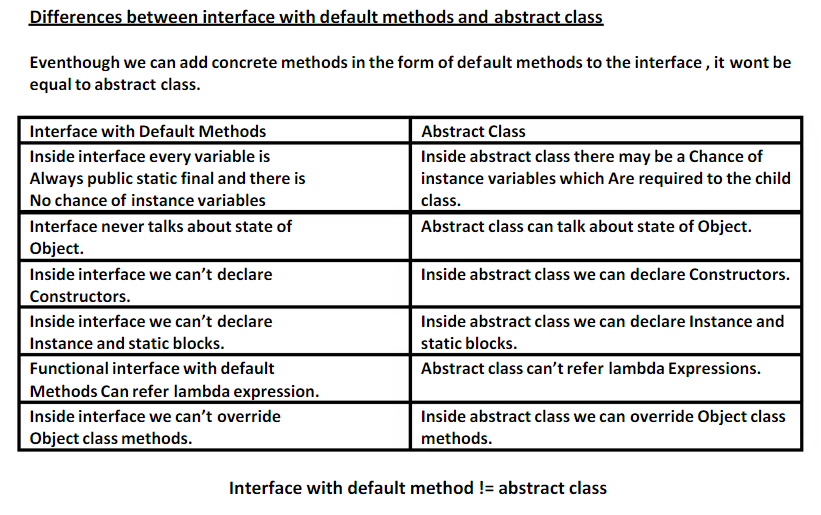 Differences between interface with default methods and abstract class
Eventhough we can add concrete methods in the form of default methods to the interface , it wont be
equal to abstract class.
Interface with Default Methods
Abstract Class
Inside interface every variable is
Always public static final and there is
No chance of instance variables
Inside abstract class there may be a Chance of
instance variables which Are required to the child
class.
Interface never talks about state of
Object.
Abstract class can talk about state of Object.
Inside interface we can’t declare
Constructors.
Inside abstract class we can declare Constructors.
Inside interface we can’t declare
Instance and static blocks.
Inside abstract class we can declare Instance and
static blocks.
Functional interface with default
Methods Can refer lambda expression.
Abstract class can’t refer lambda Expressions.
Inside interface we can’t override
Object class methods.
Inside abstract class we can override Object class
methods.
Interface with default method != abstract class